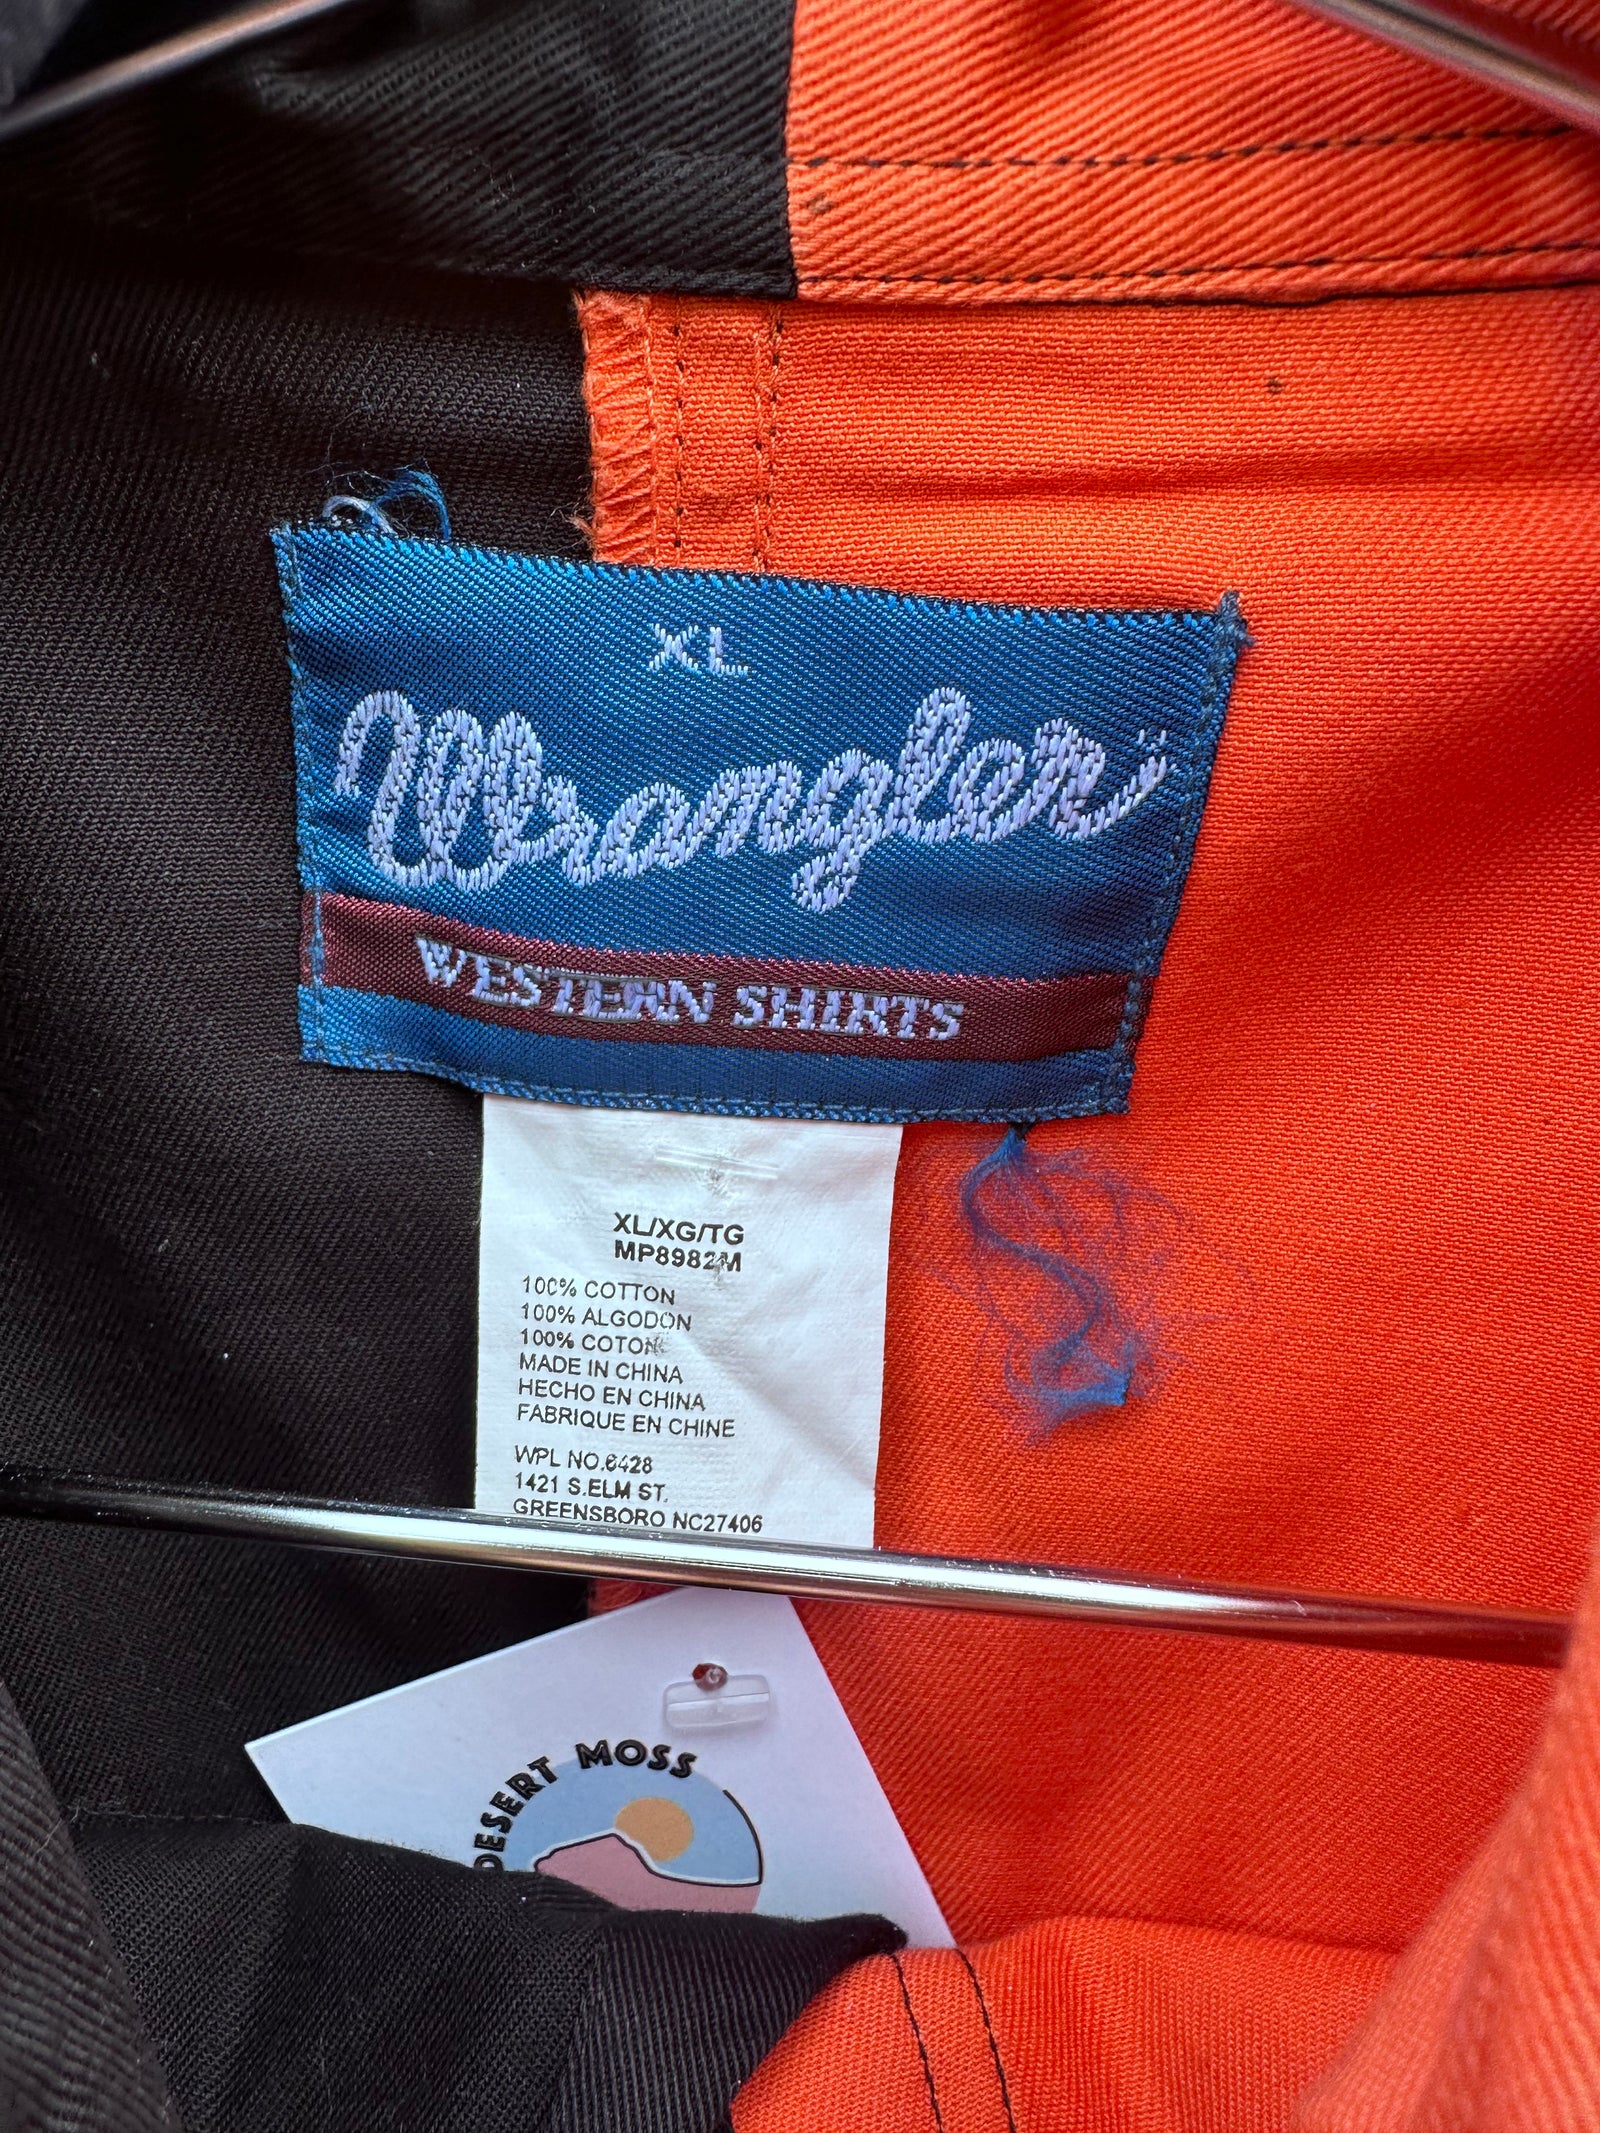 XL
Wrangler
WESTERN SHIRTS
XL/XG/TG
MP8982M
100% COTTON
100% ALGODON
100% COTON
MADE IN CHINA
HECHO EN CHINA
FABRIQUE EN CHINE
WPL NO.6428
1421 S.ELM ST.
GREENSBORO NC27406
DESERT MOSS